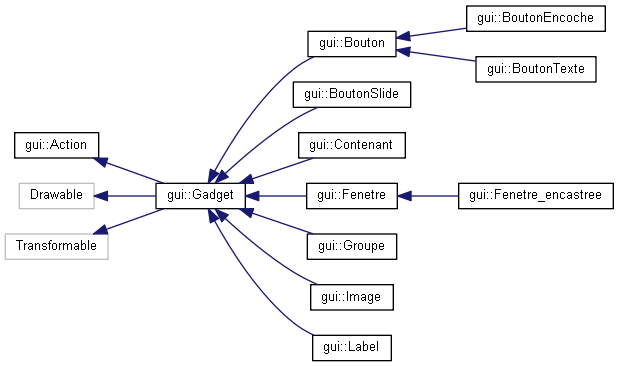 gui::BoutonEncoche
gui::Bouton
gui::BoutonTexte
gui::BoutonSlide
gui::Action
gui::Contenant
Drawable
gui::Gadget
gui::Fenetre
gui::Fenetre_encastree
Transformable
gui::Groupe
gui::Image
gui::Label